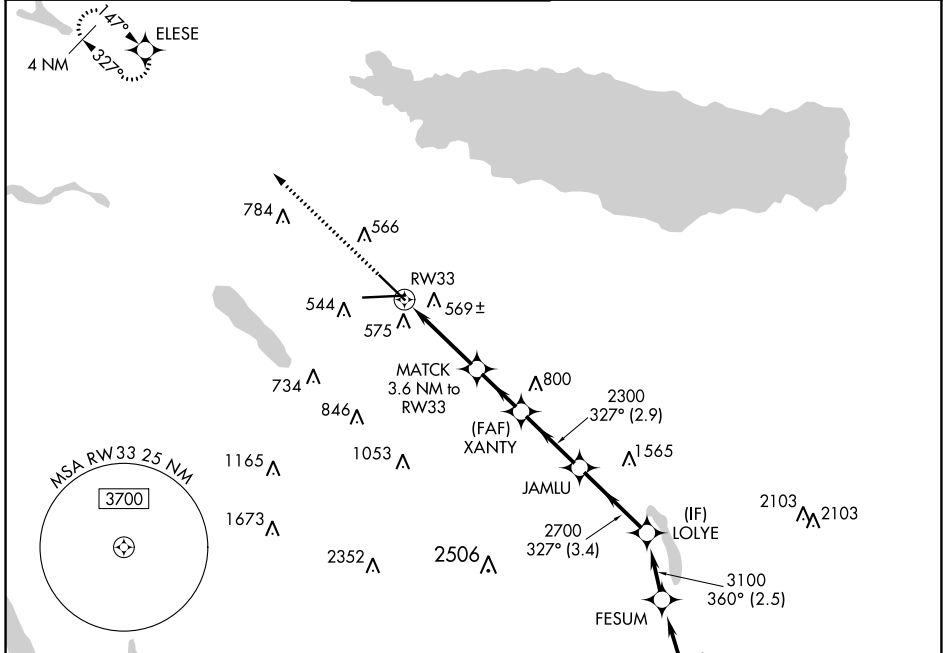 147°
ELESE
4 NM
327°
784
566
RW33
544
569±
575
MATCK
3.6 NM to
RW33
734
800
846
2300
327° (2.9)
(FAF)
XANTY
1053
1565
1165
JAMLU
MSA RW33 25 NM
3700
1673
2103
2103
(IF)
LOLYE
2700
327° (3.4)
2352
2506
3100
360° (2.5)
FESUM